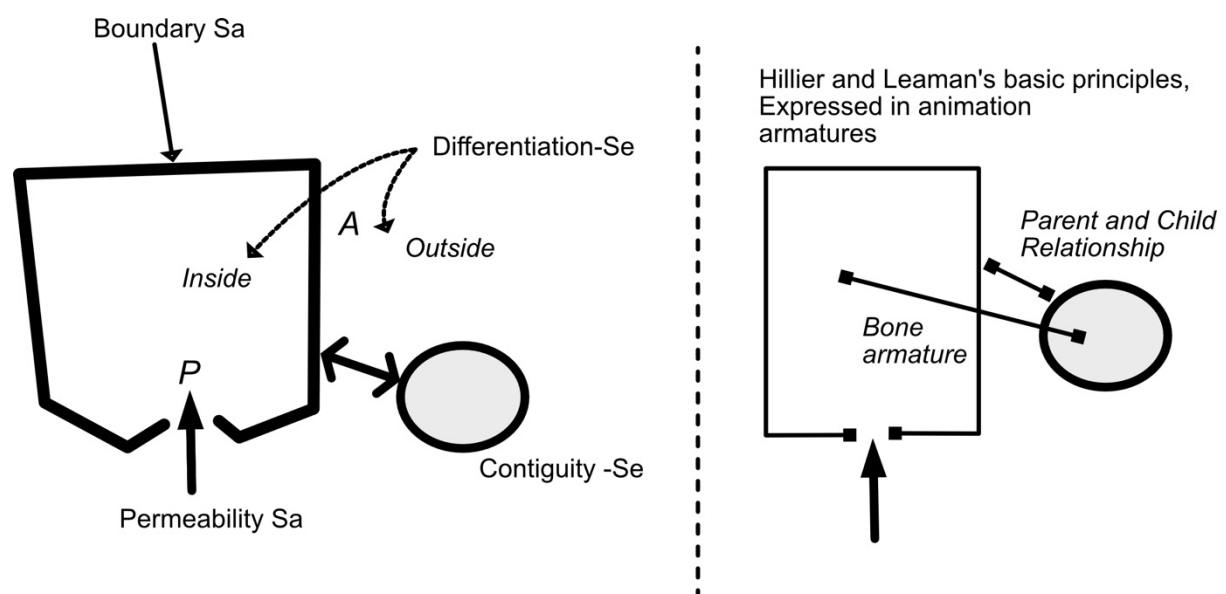 Boundary Sa
Differentiation-Se
A
Outside
Inside
P
Contiguity -Se
Permeability Sa
Hillier and Leaman's basic principles,
Expressed in animation
armatures
Parent and Child
Relationship
Bone
armature